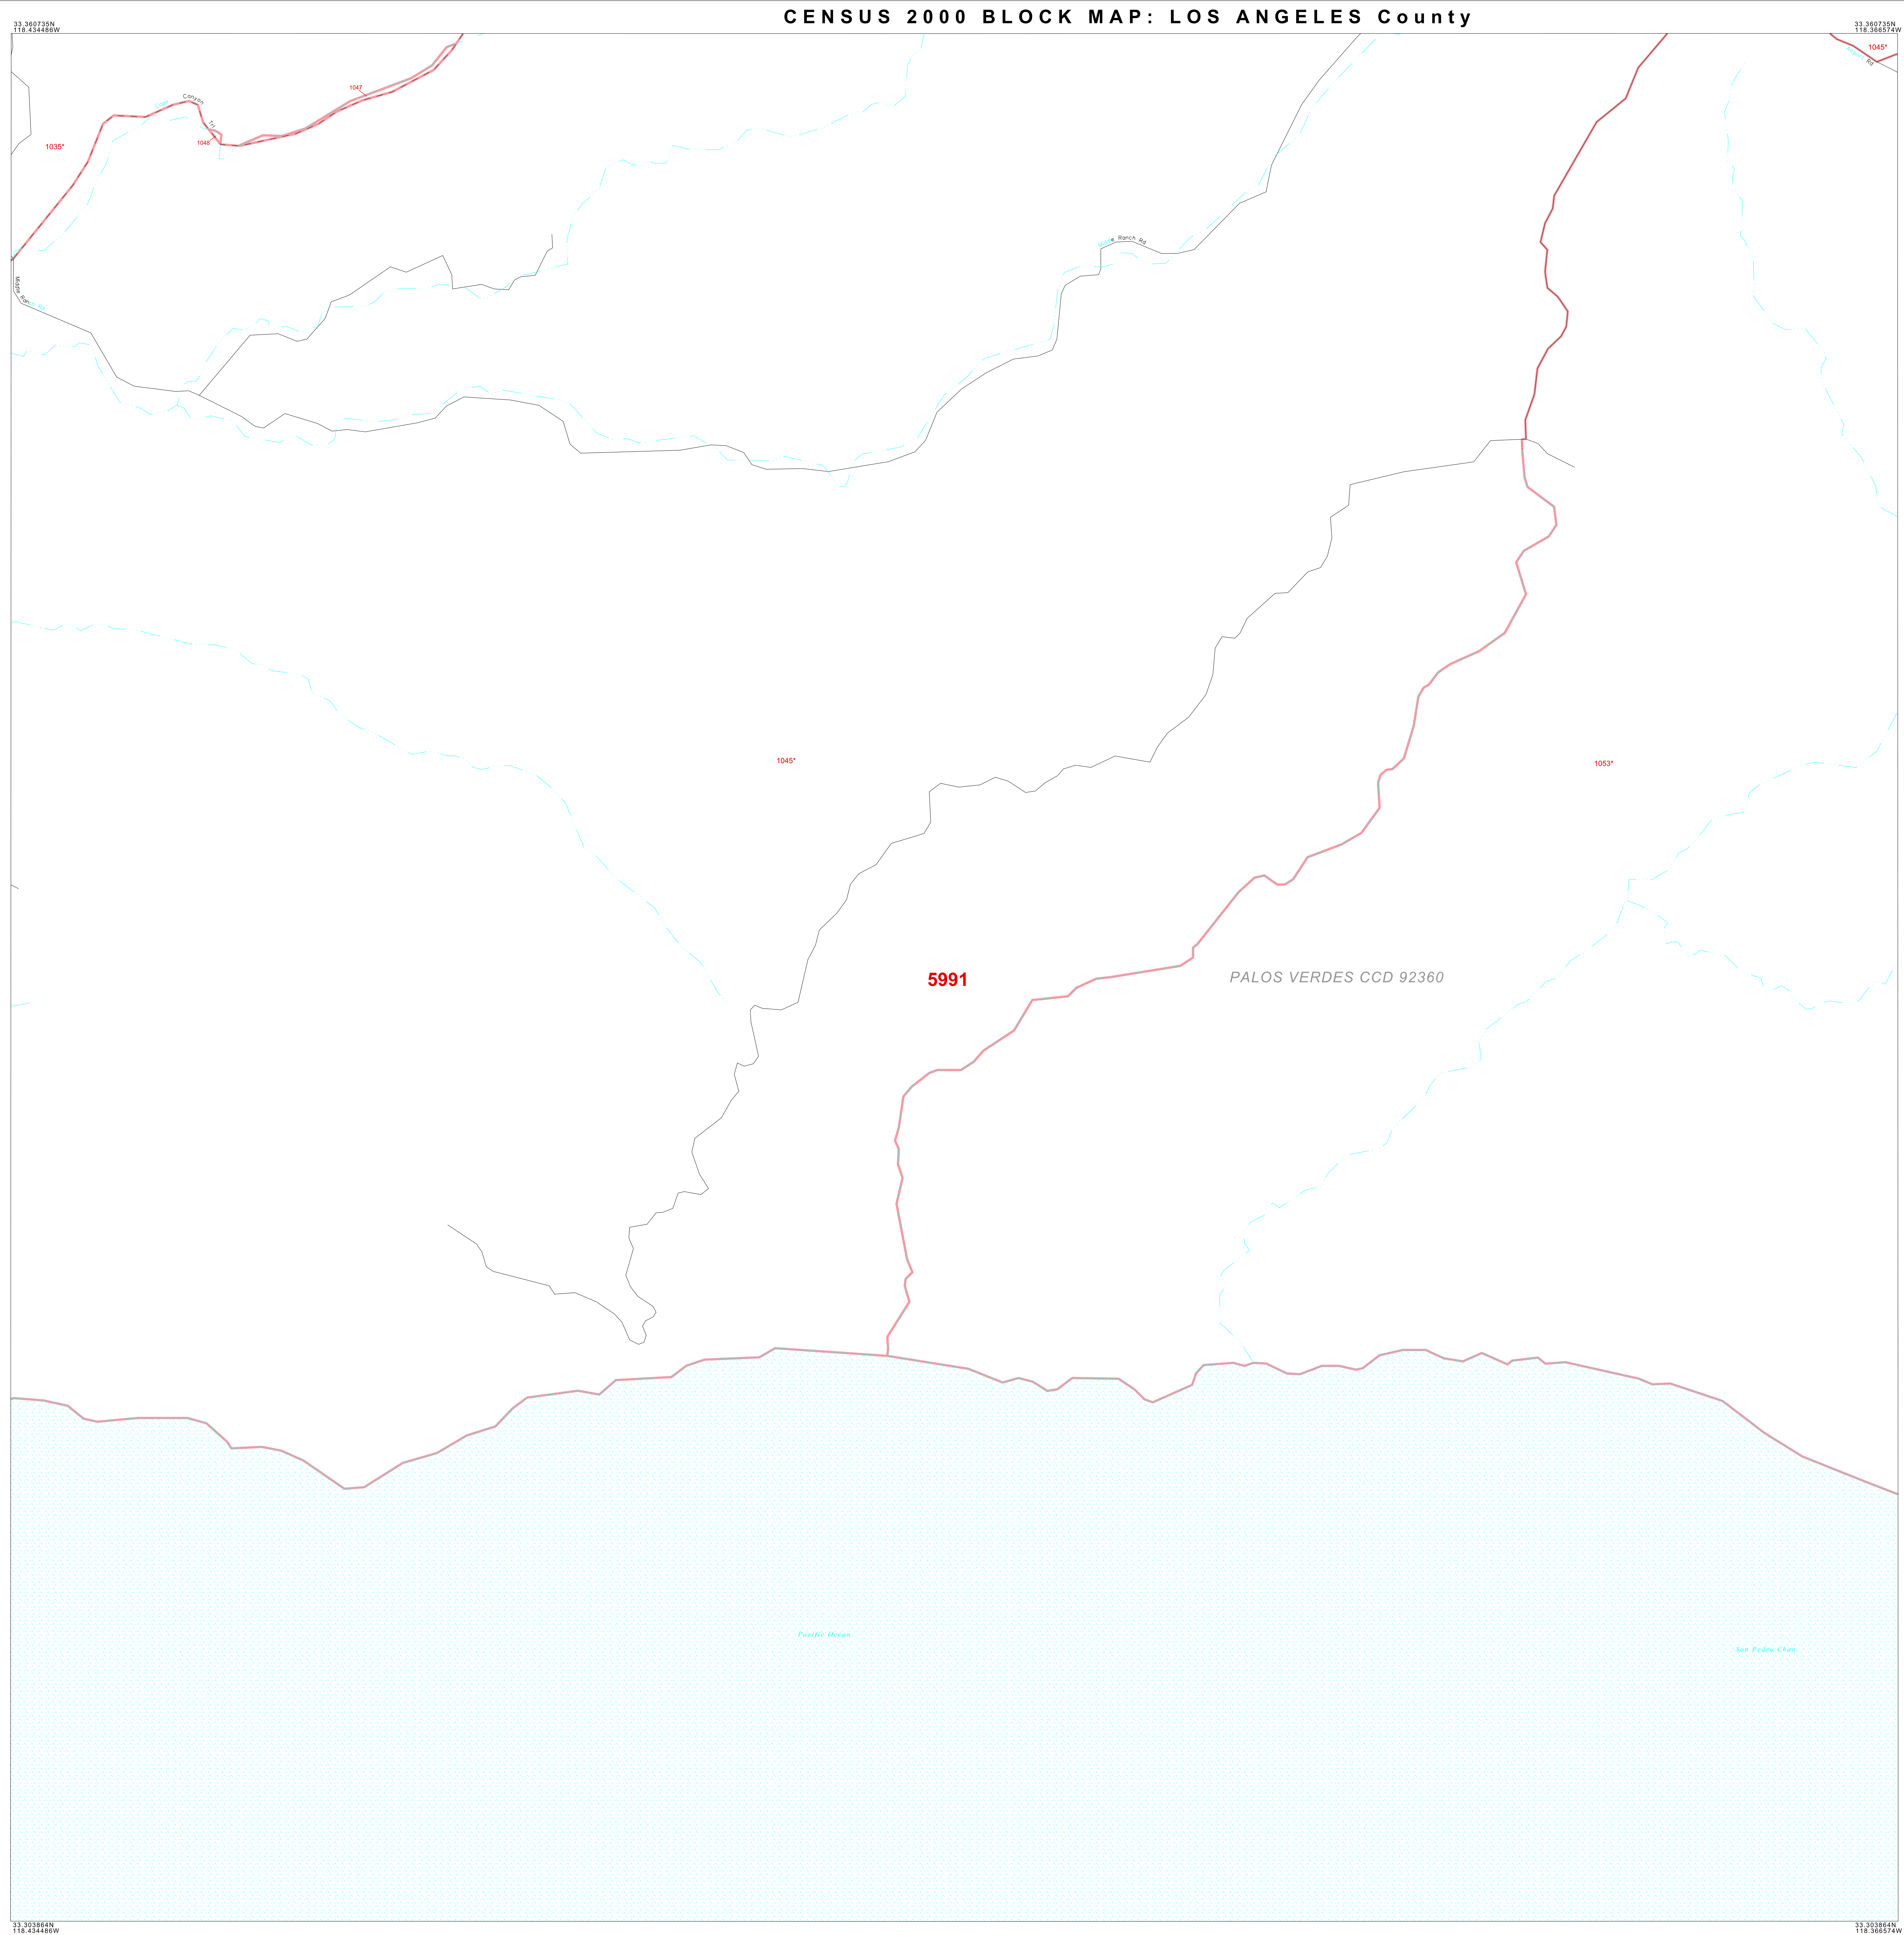 CENSUS 2000 BLOCK MAP: LOS ANGELES County
33.360735N
118.434486W
33.360735N
118.366574W
1045*
Rd
1047
Canyon
Trl
1048
1035*
Ranch Rd
Middle
1045*
1053*
5991
PALOS VERDES CCD 92360
Pacific Ocean
San Pedro Chan
33.303864N
118.434486W
33.303864N
118.366574W